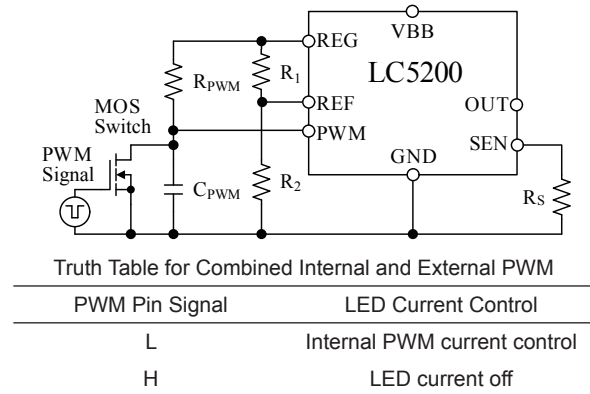 VBB
REG
LC5200
RPWM
R1
MOS
Switch
REF
OUT
PWM
Signal
PWM
SEN
GND
CPWM
R2
RS
Truth Table for Combined Internal and External PWM
PWM Pin Signal LED Current Control
L Internal PWM current control
H LED current off